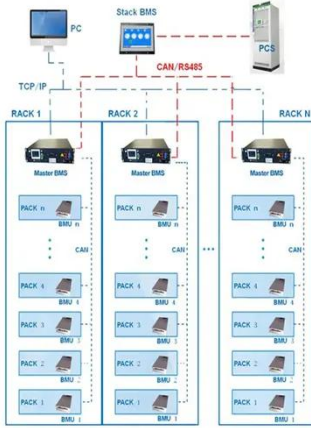 Stack BMS
PC
PCS
CAN/RS485
TCP/IP
RACK 1
RACK 2
RACK N
Master BMS
Master BMS
Master BMS
PACK n
BMU n
PACK n
BMU n
PACK n
BMU n
CAN
CAN
CAN
PACK 4
BMU 4
PACK 4
BMU 4
PACK 4
BMU 4
PACK 3
BMU 3
PACK 3
BMU 3
PACK 3
BMU 3
PACK 2
BMU 2
PACK 2
BMU 2
PACK 2
BMU 2
PACK 1
BMU 1
PACK 1
BMU 1
PACK 1
BMU 1